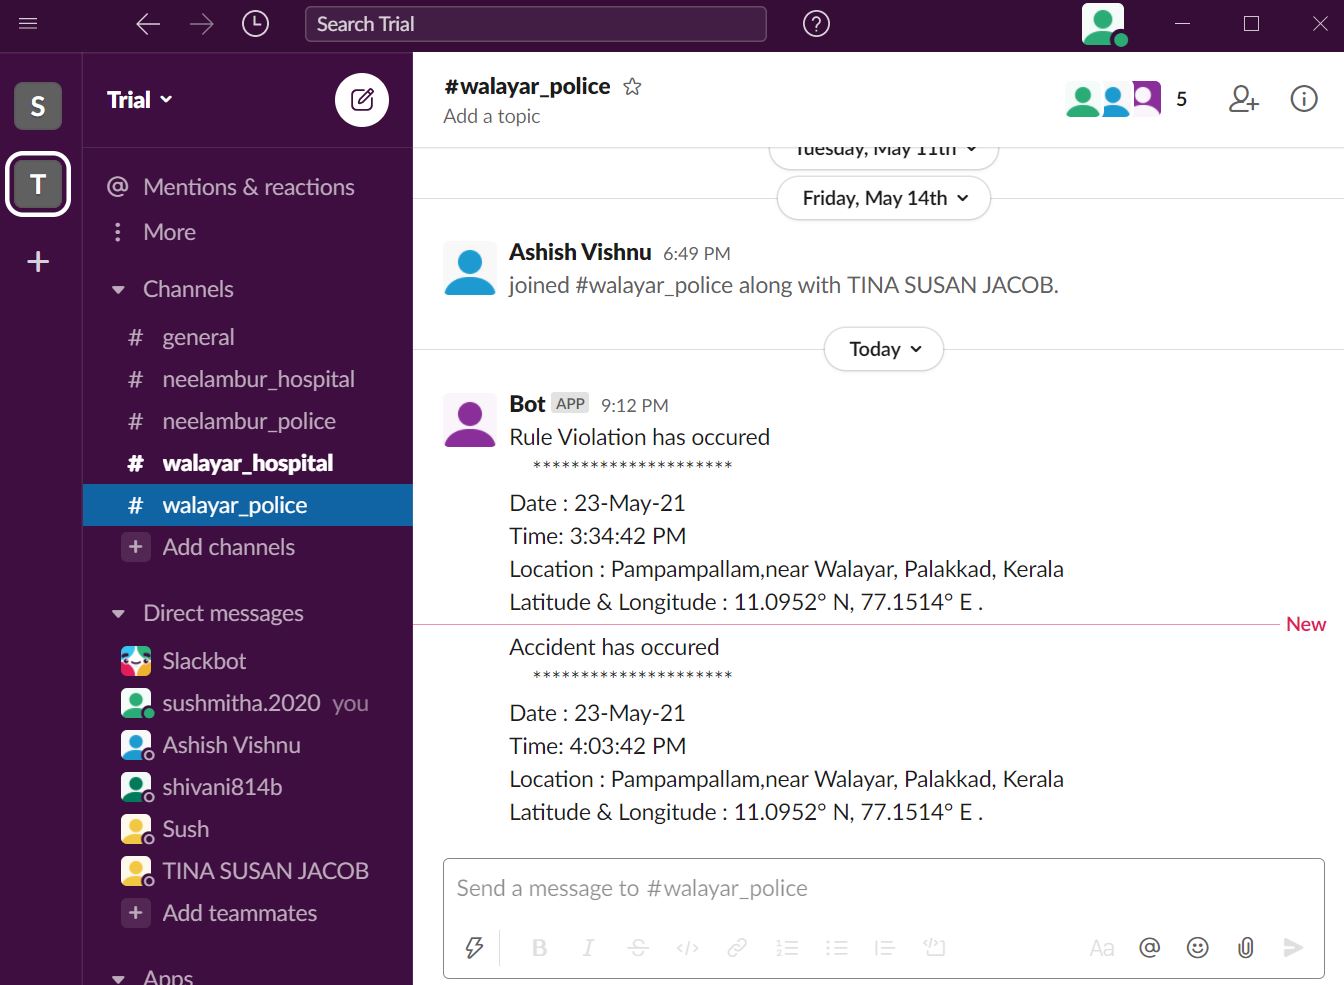 Search Trial
S
T
Trial
Mentions & reactions
More
Channels
# general
# neelambur_hospital
# neelambur_police
# walayar_hospital
# walayar_police
+ Add channels
Direct messages
Slackbot
sushmitha.2020 you
Ashish Vishnu
shivani814b
Sush
TINA SUSAN JACOB
+ Add teammates
Apps
#walayar_police
Add a topic
5
Tuesday, May 11th
Friday, May 14th
Ashish Vishnu 6:49 PM
joined #walayar_police along with TINA SUSAN JACOB.
Today
Bot APP 9:12 PM
Rule Violation has occured
*********************
Date : 23-May-21
Time: 3:34:42 PM
Location : Pampampallam,near Walayar, Palakkad, Kerala
Latitude & Longitude : 11.0952° N, 77.1514° E .
New
Accident has occured
*********************
Date : 23-May-21
Time: 4:03:42 PM
Location : Pampampallam,near Walayar, Palakkad, Kerala
Latitude & Longitude : 11.0952° N, 77.1514° E .
Send a message to #walayar_police
B I S </> Aa @